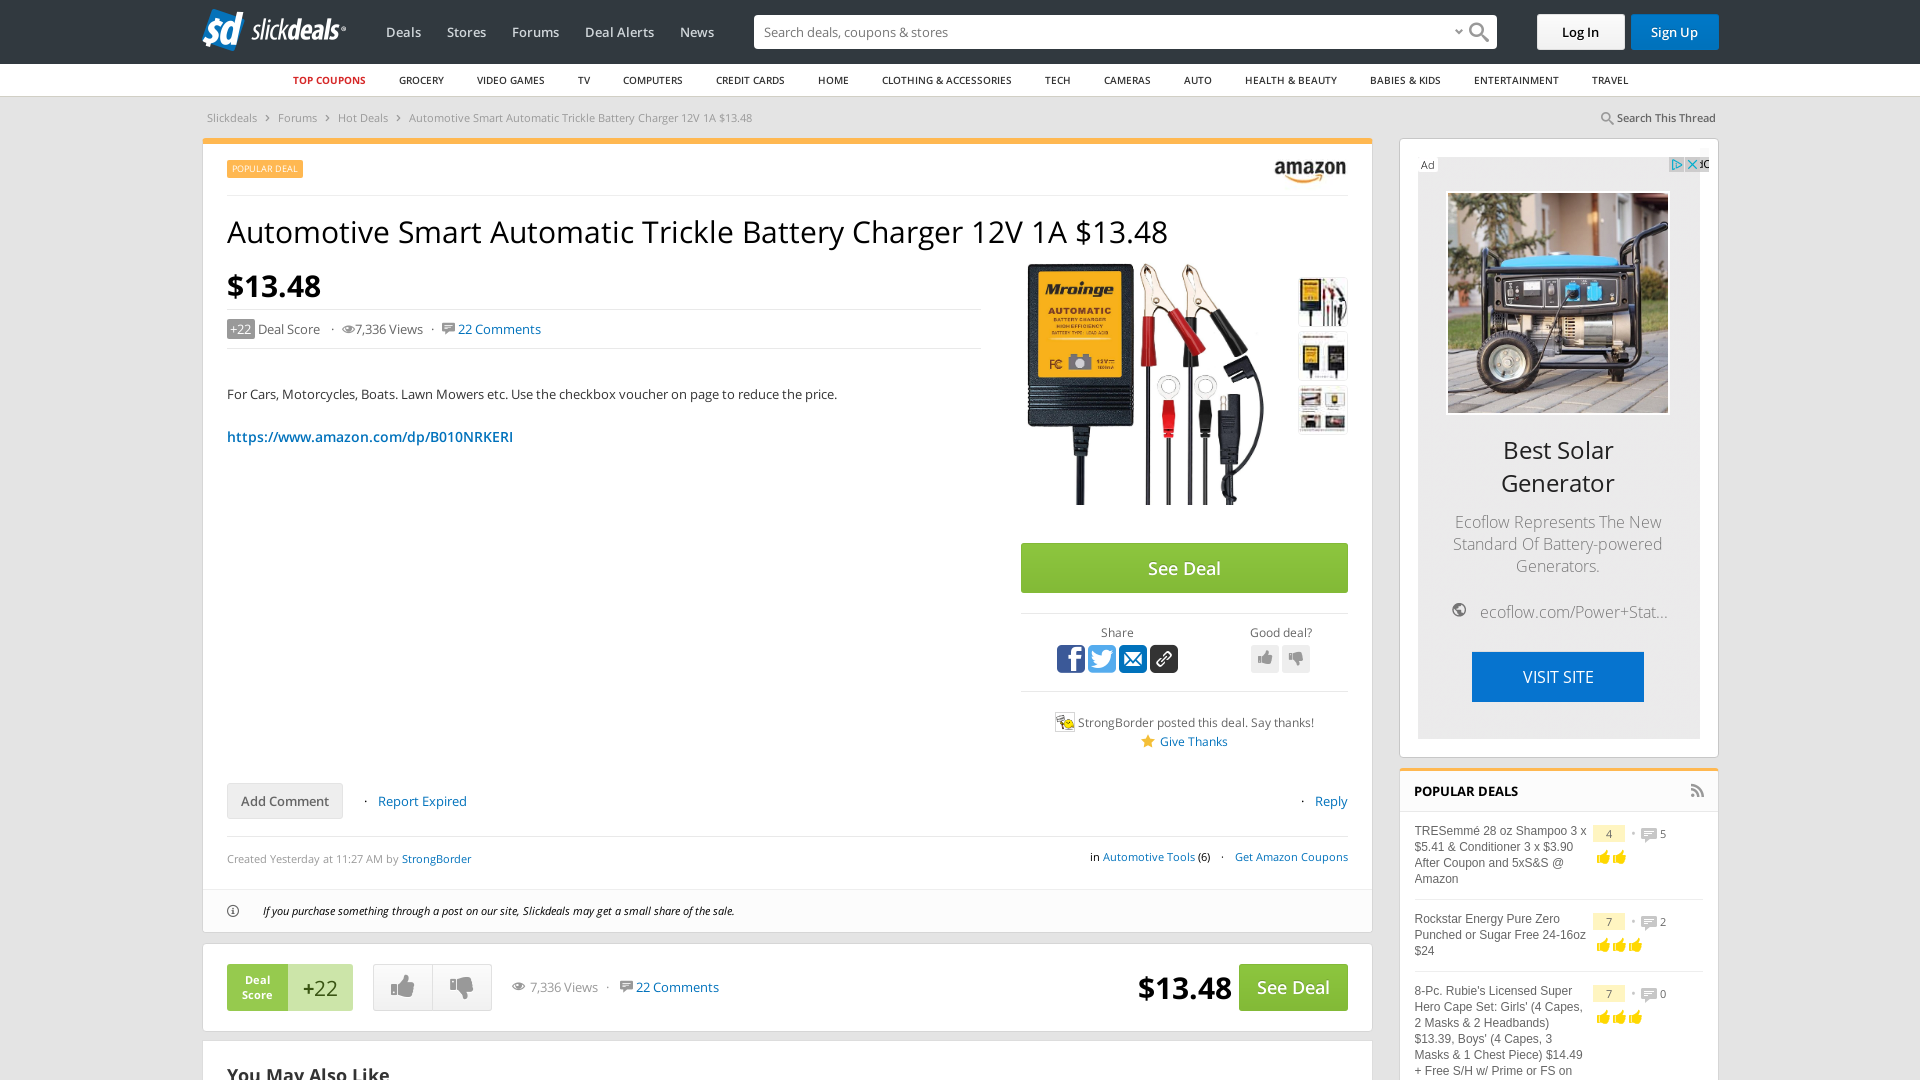 slickdeals
Deals
Stores
Forums
Deal Alerts
News
Search deals, coupons & stores
Log In
Sign Up
TOP COUPONS
GROCERY
VIDEO GAMES
TV
COMPUTERS
CREDIT CARDS
HOME
CLOTHING & ACCESSORIES
TECH
CAMERAS
AUTO
HEALTH & BEAUTY
BABIES & KIDS
ENTERTAINMENT
TRAVEL
Slickdeals › Forums › Hot Deals › Automotive Smart Automatic Trickle Battery Charger 12V 1A $13.48
Search This Thread
POPULAR DEAL
amazon
Automotive Smart Automatic Trickle Battery Charger 12V 1A $13.48
$13.48
+22 Deal Score · 7,336 Views · 22 Comments
For Cars, Motorcycles, Boats. Lawn Mowers etc. Use the checkbox voucher on page to reduce the price.
https://www.amazon.com/dp/B010NRKERI
Mroinge
AUTOMATIC
BATTERY CHARGER
HIGH EFFICIENCY
See Deal
Share
Good deal?
StrongBorder posted this deal. Say thanks!
Give Thanks
Add Comment
· Report Expired
· Reply
Created Yesterday at 11:27 AM by StrongBorder
in Automotive Tools (6) · Get Amazon Coupons
If you purchase something through a post on our site, Slickdeals may get a small share of the sale.
Deal
Score
+22
7,336 Views · 22 Comments
$13.48
See Deal
You May Also Like
Ad
Best Solar
Generator
Ecoflow Represents The New
Standard Of Battery-powered
Generators.
ecoflow.com/Power+Stat...
VISIT SITE
POPULAR DEALS
TRESemmé 28 oz Shampoo 3 x
$5.41 & Conditioner 3 x $3.90
After Coupon and 5xS&S @
Amazon
4 · 5
Rockstar Energy Pure Zero
Punched or Sugar Free 24-16oz
$24
7 · 2
8-Pc. Rubie's Licensed Super
Hero Cape Set: Girls' (4 Capes,
2 Masks & 2 Headbands)
$13.39, Boys' (4 Capes, 3
Masks & 1 Chest Piece) $14.49
+ Free S/H w/ Prime or FS on
7 · 0